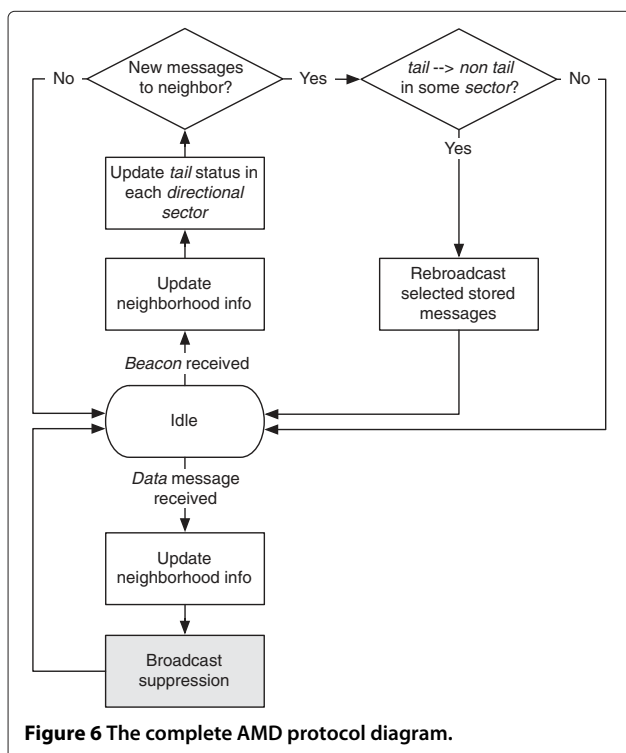 No
New messages
to neighbor?
Yes
tail --> non tail
in some sector?
No
Yes
Update tail status in
each directional
sector
Update
neighborhood info
Rebroadcast
selected stored
messages
Beacon received
Idle
Data message
received
Update
neighborhood info
Broadcast
suppression
Figure 6 The complete AMD protocol diagram.